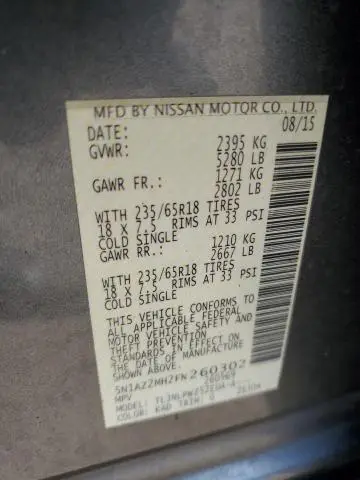 MFD BY NISSAN MOTOR CO., LTD.
DATE: 08/15
GVWR: 2395 KG
5280 LB
GAWR FR.: 1271 KG
2802 LB
WITH 235/65R18 TIRES
18 X 7.5 RIMS AT 33 PSI
COLD SINGLE
GAWR RR.: 1210 KG
2667 LB
WITH 235/65R18 TIRES
18 X 7.5 RIMS AT 33 PSI
COLD SINGLE
THIS VEHICLE CONFORMS TO
ALL APPLICABLE FEDERAL
MOTOR VEHICLE SAFETY AND
THEFT PREVENTION
STANDARDS IN EFFECT ON
THE DATE OF MANUFACTURE
SHOWN ABOVE.
5N1AZ2MH2FN260302
MPV
MODEL:
COLOR: KAD TRIM: G